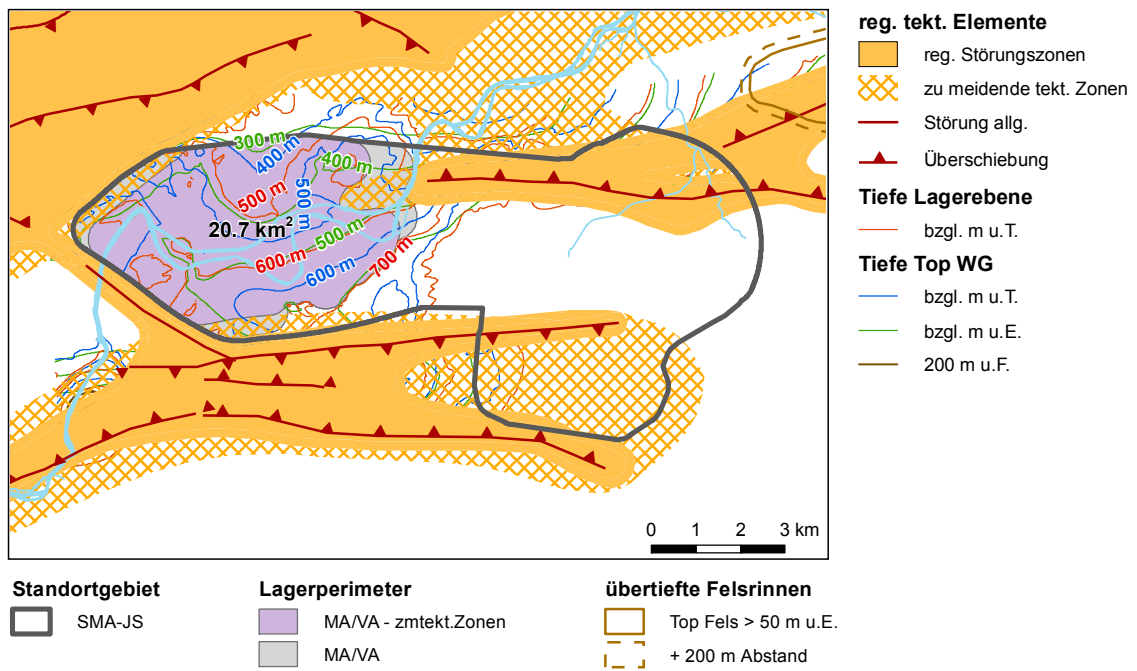 reg. tekt. Elemente
reg. Störungszonen
zu meidende tekt. Zonen
Störung allg.
Überschiebung
Tiefe Lagerebene
bzgl. m u.T.
Tiefe Top WG
bzgl. m u.T.
bzgl. m u.E.
200 m u.F.
300 m
400 m
400 m
500 m
500 m
20.7 km²
500 m
600 m
600 m
700 m
0 1 2 3 km
Standortgebiet
SMA-JS
Lagerperimeter
MA/VA - zmtekt.Zonen
MA/VA
übertiefte Felsrinnen
Top Fels > 50 m u.E.
+ 200 m Abstand